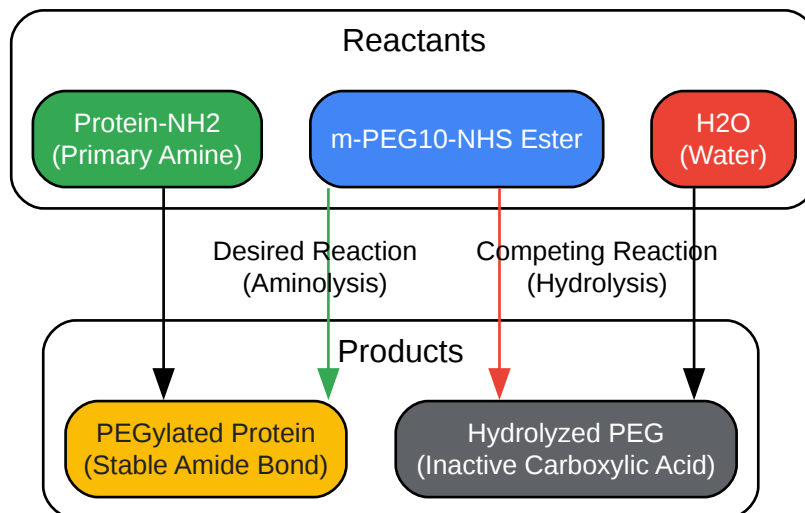 Reactants
Protein-NH2
(Primary Amine)
m-PEG10-NHS Ester
H2O
(Water)
Desired Reaction
(Aminolysis)
Competing Reaction
(Hydrolysis)
Products
PEGylated Protein
(Stable Amide Bond)
Hydrolyzed PEG
(Inactive Carboxylic Acid)